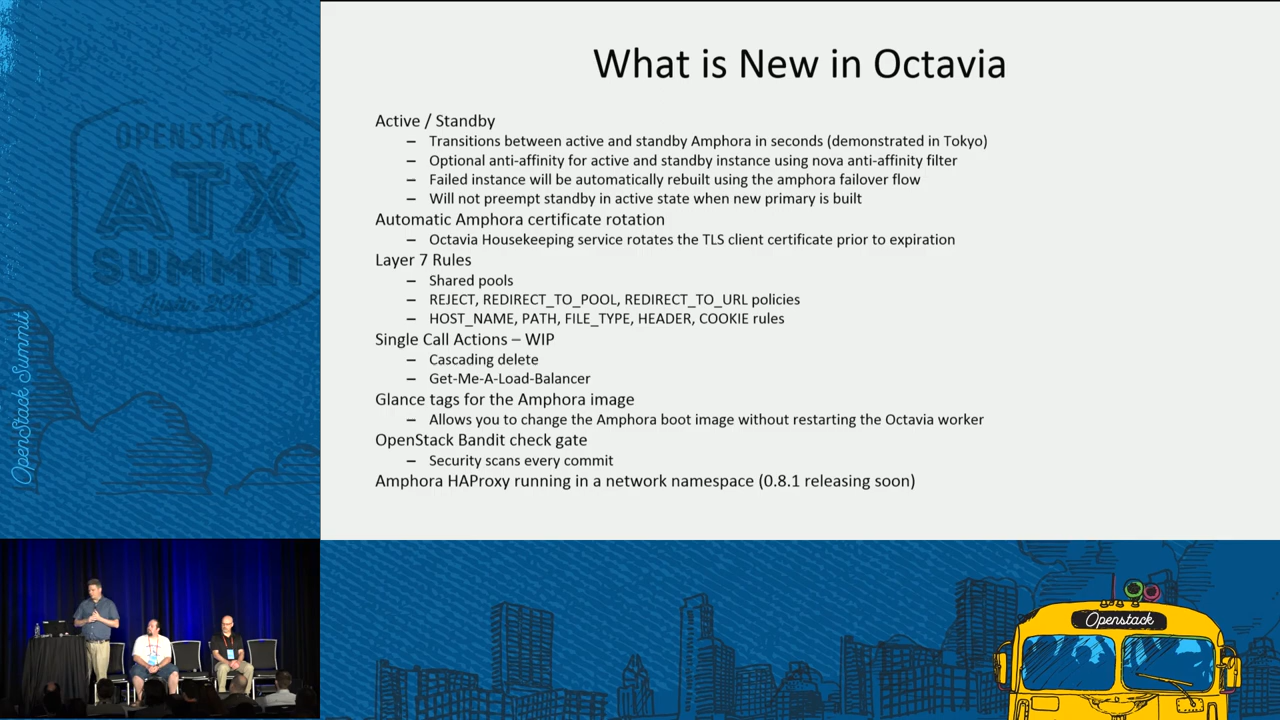 What is New in Octavia
Active / Standby
– Transitions between active and standby Amphora in seconds (demonstrated in Tokyo)
– Optional anti-affinity for active and standby instance using nova anti-affinity filter
– Failed instance will be automatically rebuilt using the amphora failover flow
– Will not preempt standby in active state when new primary is built
Automatic Amphora certificate rotation
– Octavia Housekeeping service rotates the TLS client certificate prior to expiration
Layer 7 Rules
– Shared pools
– REJECT, REDIRECT_TO_POOL, REDIRECT_TO_URL policies
– HOST_NAME, PATH, FILE_TYPE, HEADER, COOKIE rules
Single Call Actions – WIP
– Cascading delete
– Get-Me-A-Load-Balancer
Glance tags for the Amphora image
– Allows you to change the Amphora boot image without restarting the Octavia worker
OpenStack Bandit check gate
– Security scans every commit
Amphora HAProxy running in a network namespace (0.8.1 releasing soon)
OPENSTACK
ATX
SUMMIT
OpenStack Summit
Openstack